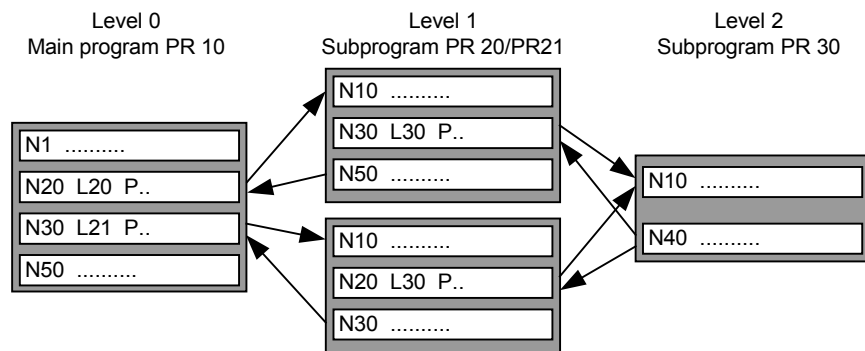 Level 0
Main program PR 10
Level 1
Subprogram PR 20/PR21
Level 2
Subprogram PR 30
N1 ..........
N20 L20 P..
N30 L21 P..
N50 ..........
N10 ..........
N30 L30 P..
N50 ..........
N10 ..........
N20 L30 P..
N30 ..........
N10 ..........
N40 ..........